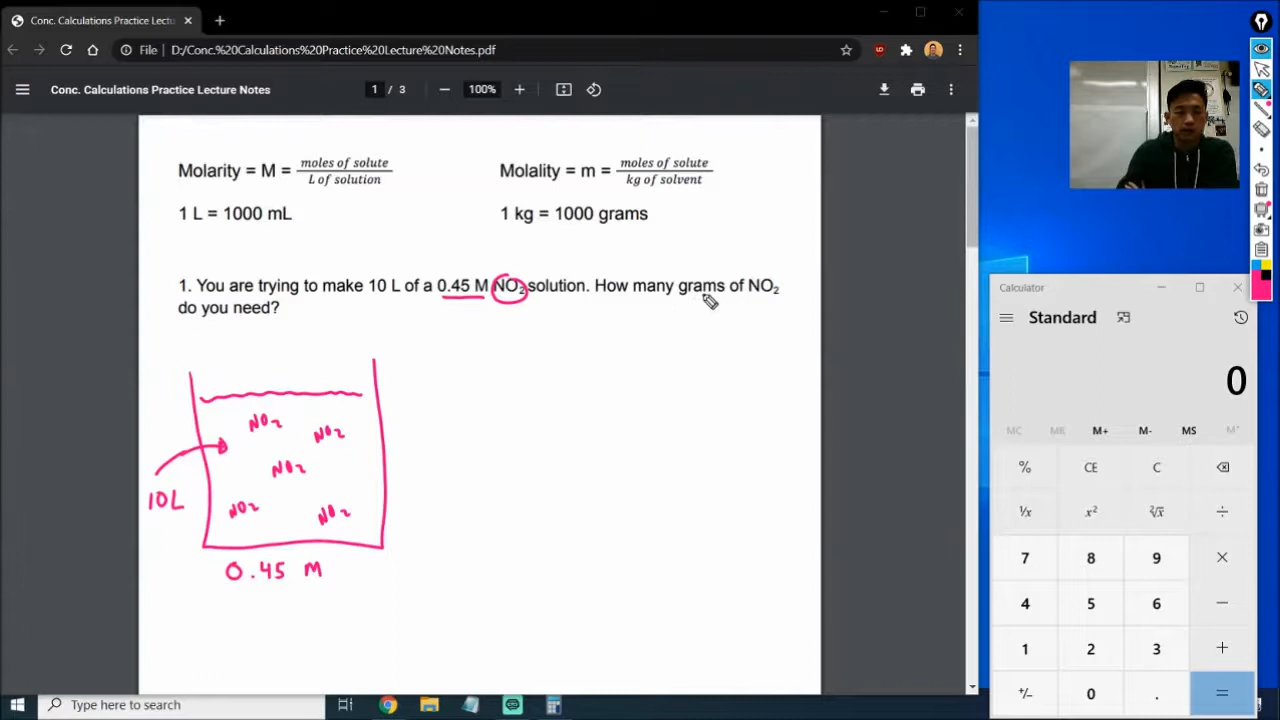 Conc. Calculations Practice Lectu
File | D:/Conc.%20Calculations%20Practice%20Lecture%20Notes.pdf
Conc. Calculations Practice Lecture Notes
1 / 3
100%
Molarity = M = moles of solute / L of solution
Molality = m = moles of solute / kg of solvent
1 L = 1000 mL
1 kg = 1000 grams
1. You are trying to make 10 L of a 0.45 M NO₂ solution. How many grams of NO₂
do you need?
NO₂
NO₂
NO₂
NO₂
NO₂
10L
0.45 M
Calculator
Standard
0
MC MR M+ M- MS M˅
% CE C
¹/x x² ²√x ÷
7 8 9 ×
4 5 6 −
1 2 3 +
+/− 0 . =
Type here to search